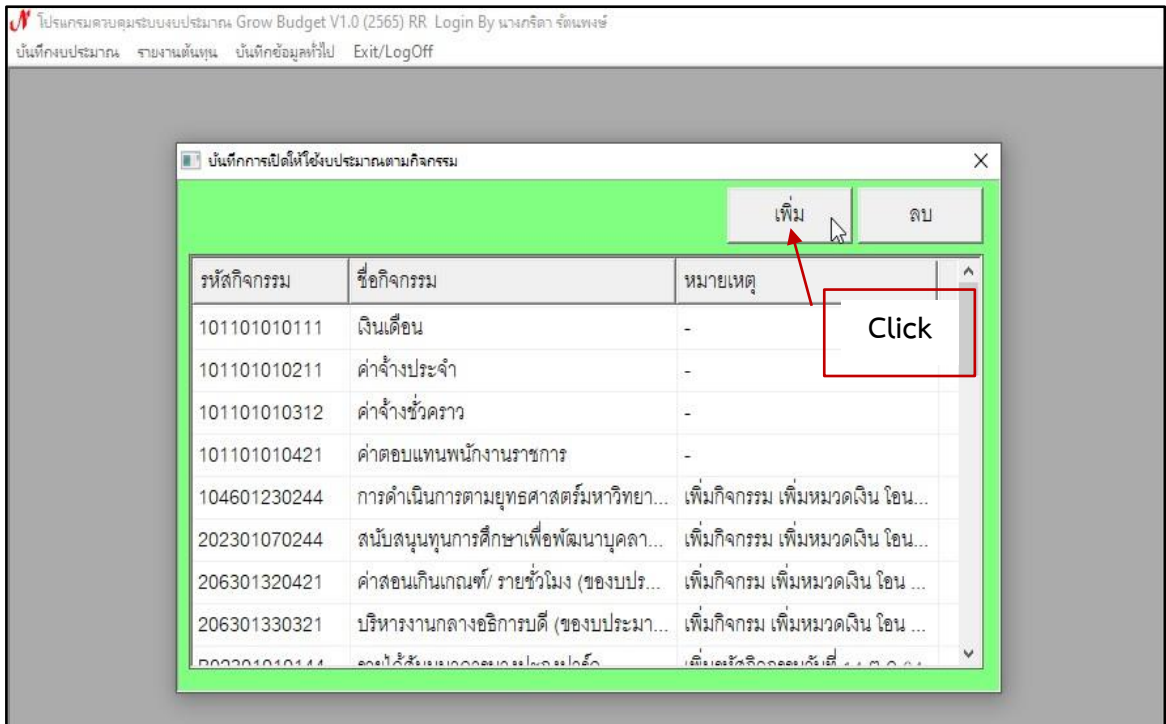 โปรแกรมควบคุมระบบงบประมาณ Grow Budget V1.0 (2565) RR Login By นางกริดา รัตนพงษ์
บันทึกงบประมาณ รายงานต้นทุน บันทึกข้อมูลทั่วไป Exit/LogOff
บันทึกการเปิดให้ใช้งบประมาณตามกิจกรรม
เพิ่ม ลบ
รหัสกิจกรรม ชื่อกิจกรรม หมายเหตุ
Click
101101010111 เงินเดือน -
101101010211 ค่าจ้างประจำ -
101101010312 ค่าจ้างชั่วคราว -
101101010421 ค่าตอบแทนพนักงานราชการ -
104601230244 การดำเนินการตามยุทธศาสตร์มหาวิทยา... เพิ่มกิจกรรม เพิ่มหมวดเงิน โอน...
202301070244 สนับสนุนทุนการศึกษาเพื่อพัฒนาบุคลา... เพิ่มกิจกรรม เพิ่มหมวดเงิน โอน...
206301320421 ค่าสอนเกินเกณฑ์/ รายชั่วโมง (ของบปร... เพิ่มกิจกรม เพิ่มหมวดเงิน โอน ...
206301330321 บริหารงานกลางอธิการบดี (ของบประมา... เพิ่มกิจกรม เพิ่มหมวดเงิน โอน ...